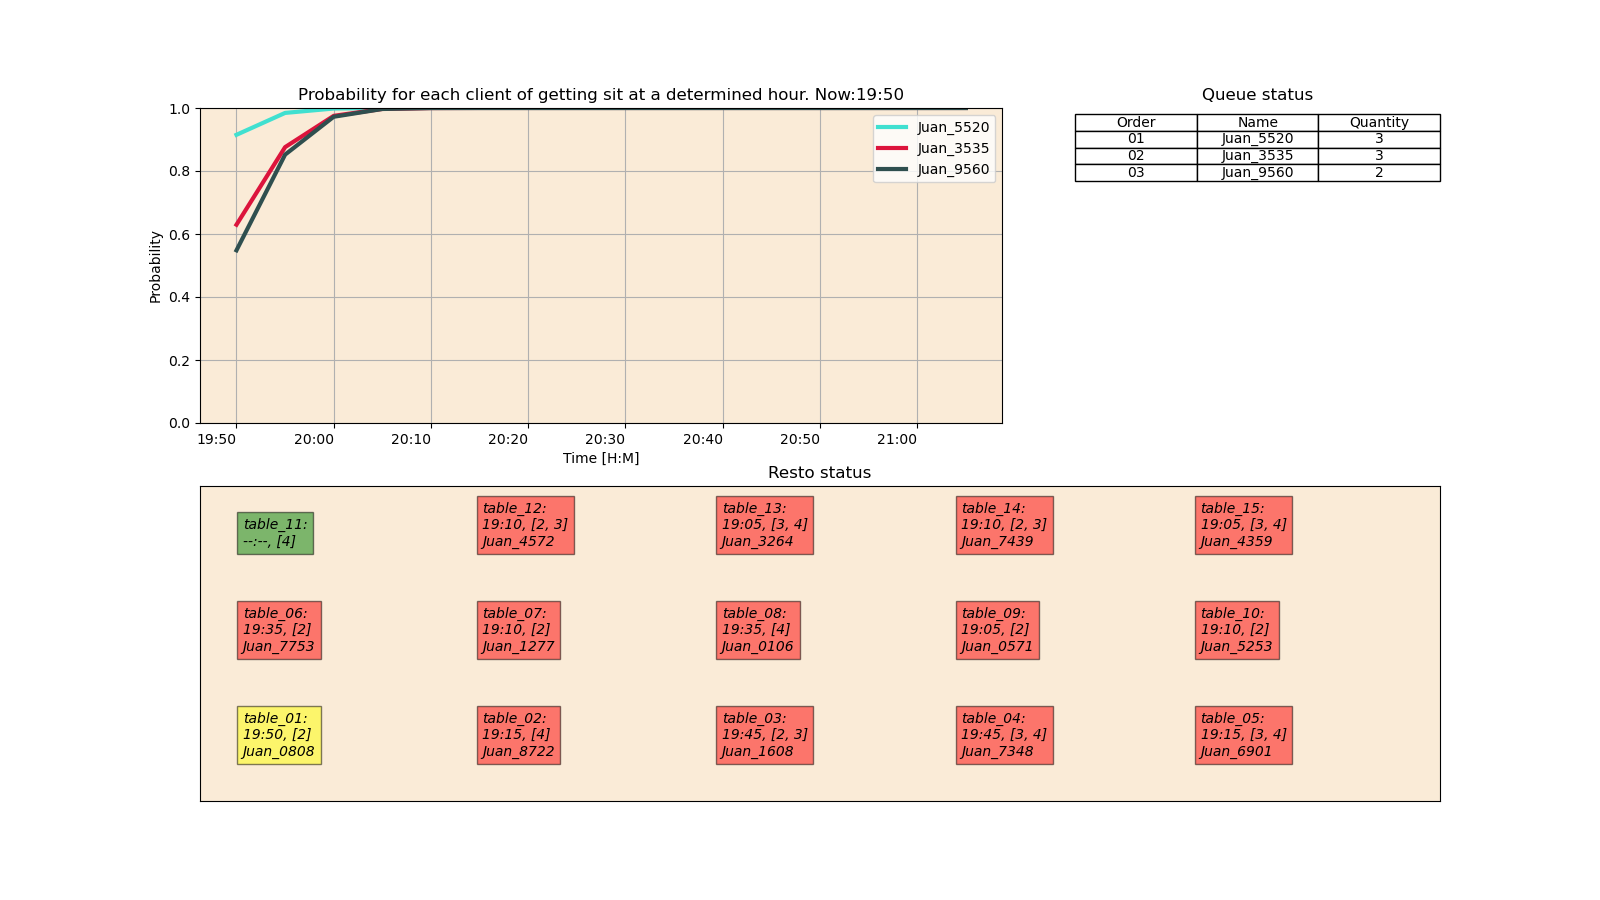 Probability for each client of getting sit at a determined hour. Now:19:50
Probability
1.0
0.8
0.6
0.4
0.2
0.0
Juan_5520
Juan_3535
Juan_9560
19:50 20:00 20:10 20:20 20:30 20:40 20:50 21:00
Time [H:M]
Queue status
Order Name Quantity
01 Juan_5520 3
02 Juan_3535 3
03 Juan_9560 2
Resto status
table_11:
--:--, [4]
table_12:
19:10, [2, 3]
Juan_4572
table_13:
19:05, [3, 4]
Juan_3264
table_14:
19:10, [2, 3]
Juan_7439
table_15:
19:05, [3, 4]
Juan_4359
table_06:
19:35, [2]
Juan_7753
table_07:
19:10, [2]
Juan_1277
table_08:
19:35, [4]
Juan_0106
table_09:
19:05, [2]
Juan_0571
table_10:
19:10, [2]
Juan_5253
table_01:
19:50, [2]
Juan_0808
table_02:
19:15, [4]
Juan_8722
table_03:
19:45, [2, 3]
Juan_1608
table_04:
19:45, [3, 4]
Juan_7348
table_05:
19:15, [3, 4]
Juan_6901